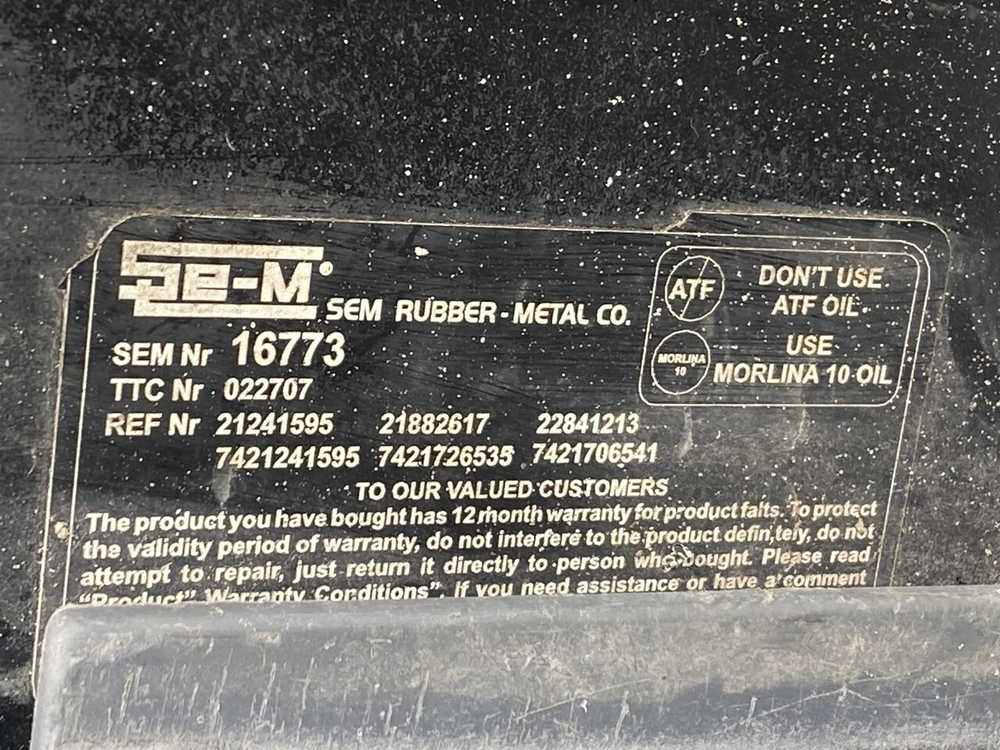 Se-M
SEM RUBBER-METAL CO.
SEM Nr 16773
TTC Nr 022707
REF Nr 21241595 21882617 22841213
7421241595 7421726535 7421706541
ATF
DON'T USE
ATF OIL
MORLINA
10
USE
MORLINA 10 OIL
TO OUR VALUED CUSTOMERS
The product you have bought has 12 month warranty for product falts. To protect
the validity period of warranty, do not interfere to the product defin,tely, do not
attempt to repair, just return it directly to person who bought. Please read
"Product" Warranty Conditions". If you need assistance or have a comment